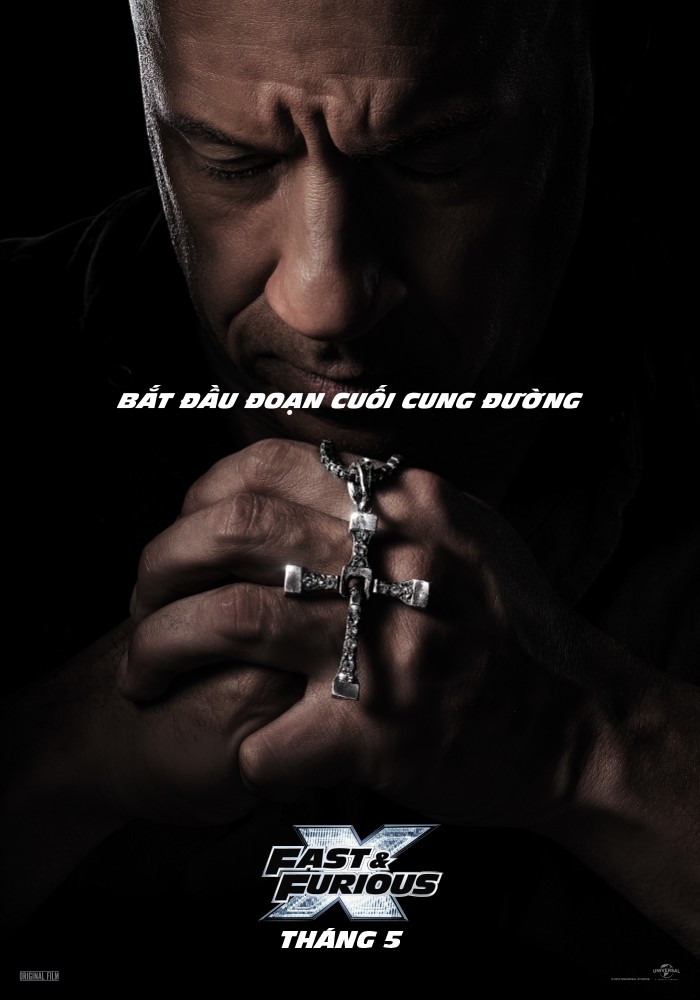 BẮT ĐẦU ĐOẠN CUỐI CUNG ĐƯỜNG
FAST &
FURIOUS
X
THÁNG 5
ORIGINAL FILM
UNIVERSAL